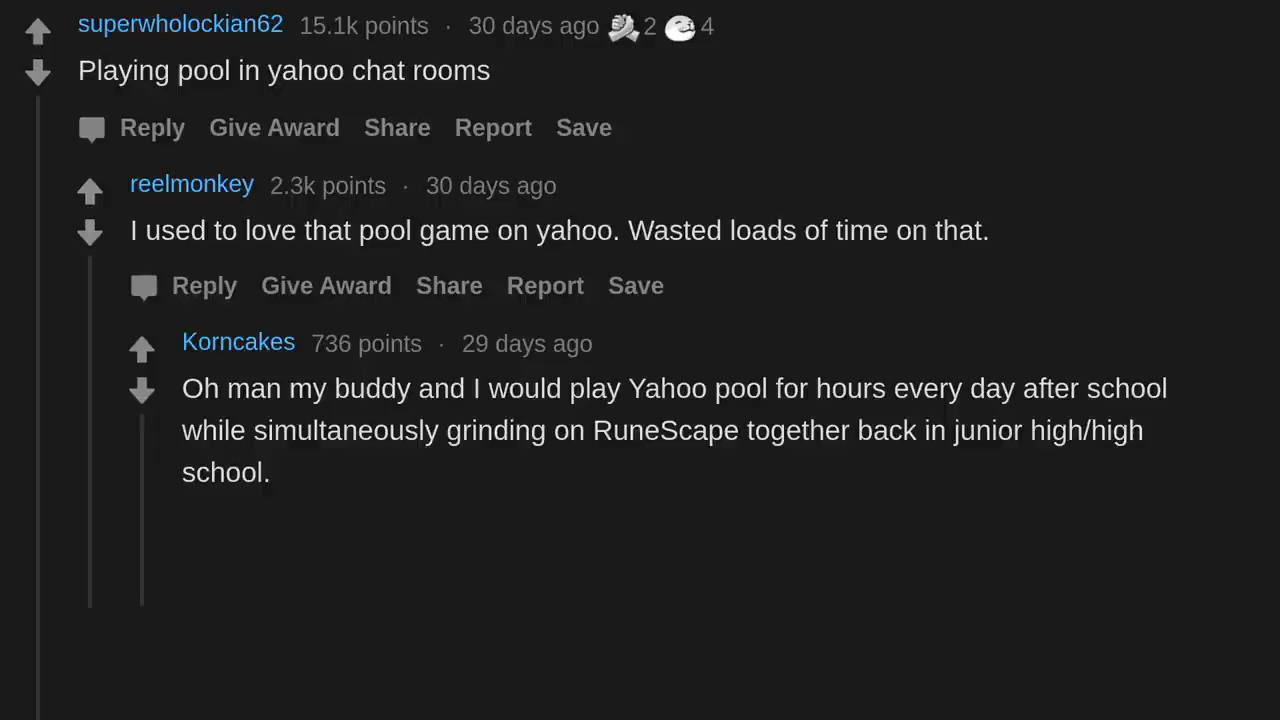 superwholockian62 15.1k points · 30 days ago 2 4
Playing pool in yahoo chat rooms
Reply Give Award Share Report Save
reelmonkey 2.3k points · 30 days ago
I used to love that pool game on yahoo. Wasted loads of time on that.
Reply Give Award Share Report Save
Korncakes 736 points · 29 days ago
Oh man my buddy and I would play Yahoo pool for hours every day after school
while simultaneously grinding on RuneScape together back in junior high/high
school.